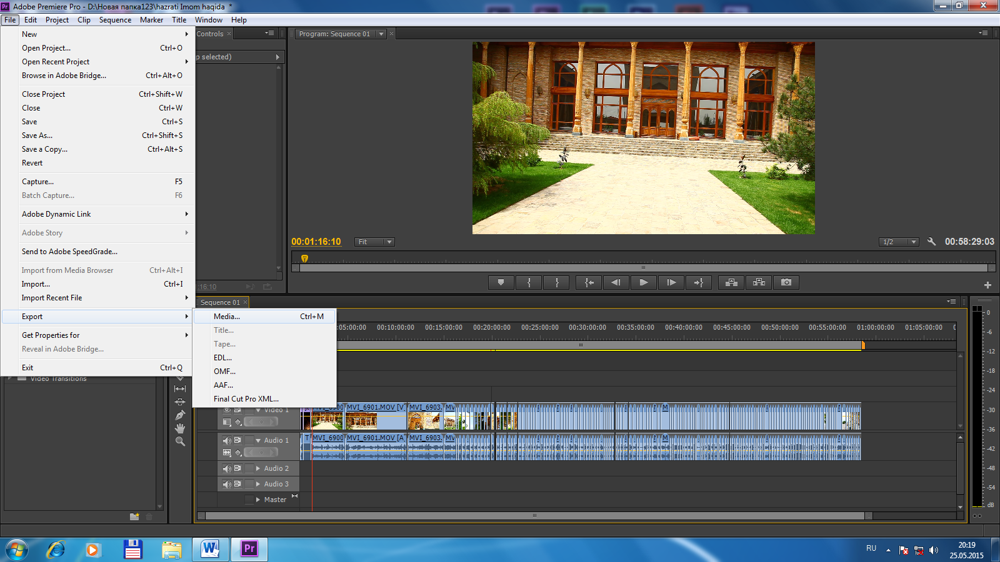 Adobe Premiere Pro - D:\Новая папка123\hazrati Imom haqida *
File Edit Project Clip Sequence Marker Title Window Help
New
Open Project... Ctrl+O
Open Recent Project
Browse in Adobe Bridge... Ctrl+Alt+O
Close Project Ctrl+Shift+W
Close Ctrl+W
Save Ctrl+S
Save As... Ctrl+Shift+S
Save a Copy... Ctrl+Alt+S
Revert
Capture... F5
Batch Capture... F6
Adobe Dynamic Link
Adobe Story
Send to Adobe SpeedGrade...
Import from Media Browser Ctrl+Alt+I
Import... Ctrl+I
Import Recent File
Export
Get Properties for
Reveal in Adobe Bridge...
Exit Ctrl+Q
Media... Ctrl+M
Title...
Tape...
EDL...
OMF...
AAF...
Final Cut Pro XML...
Controls
p selected)
:16:10
Program: Sequence 01
00:01:16:10 Fit 1/2 00:58:29:03
Sequence 01
:05:00:00 00:10:00:00 00:15:00:00 00:20:00:00 00:25:00:00 00:30:00:00 00:35:00:00 00:40:00:00 00:45:00:00 00:50:00:00 00:55:00:00 01:00:00:00 01:05:00:00 0
Video Transitions
Video 1 MVI_6900 MVI_6901.MOV [V] MVI_6903. MV M
Audio 1 T MVI_6900 MVI_6901.MOV [A] MVI_6903. MV M
Audio 2
Audio 3
Master
0
-6
-12
-18
-24
-30
-36
-42
-48
-54
dB
Pr
RU
20:19
25.05.2015